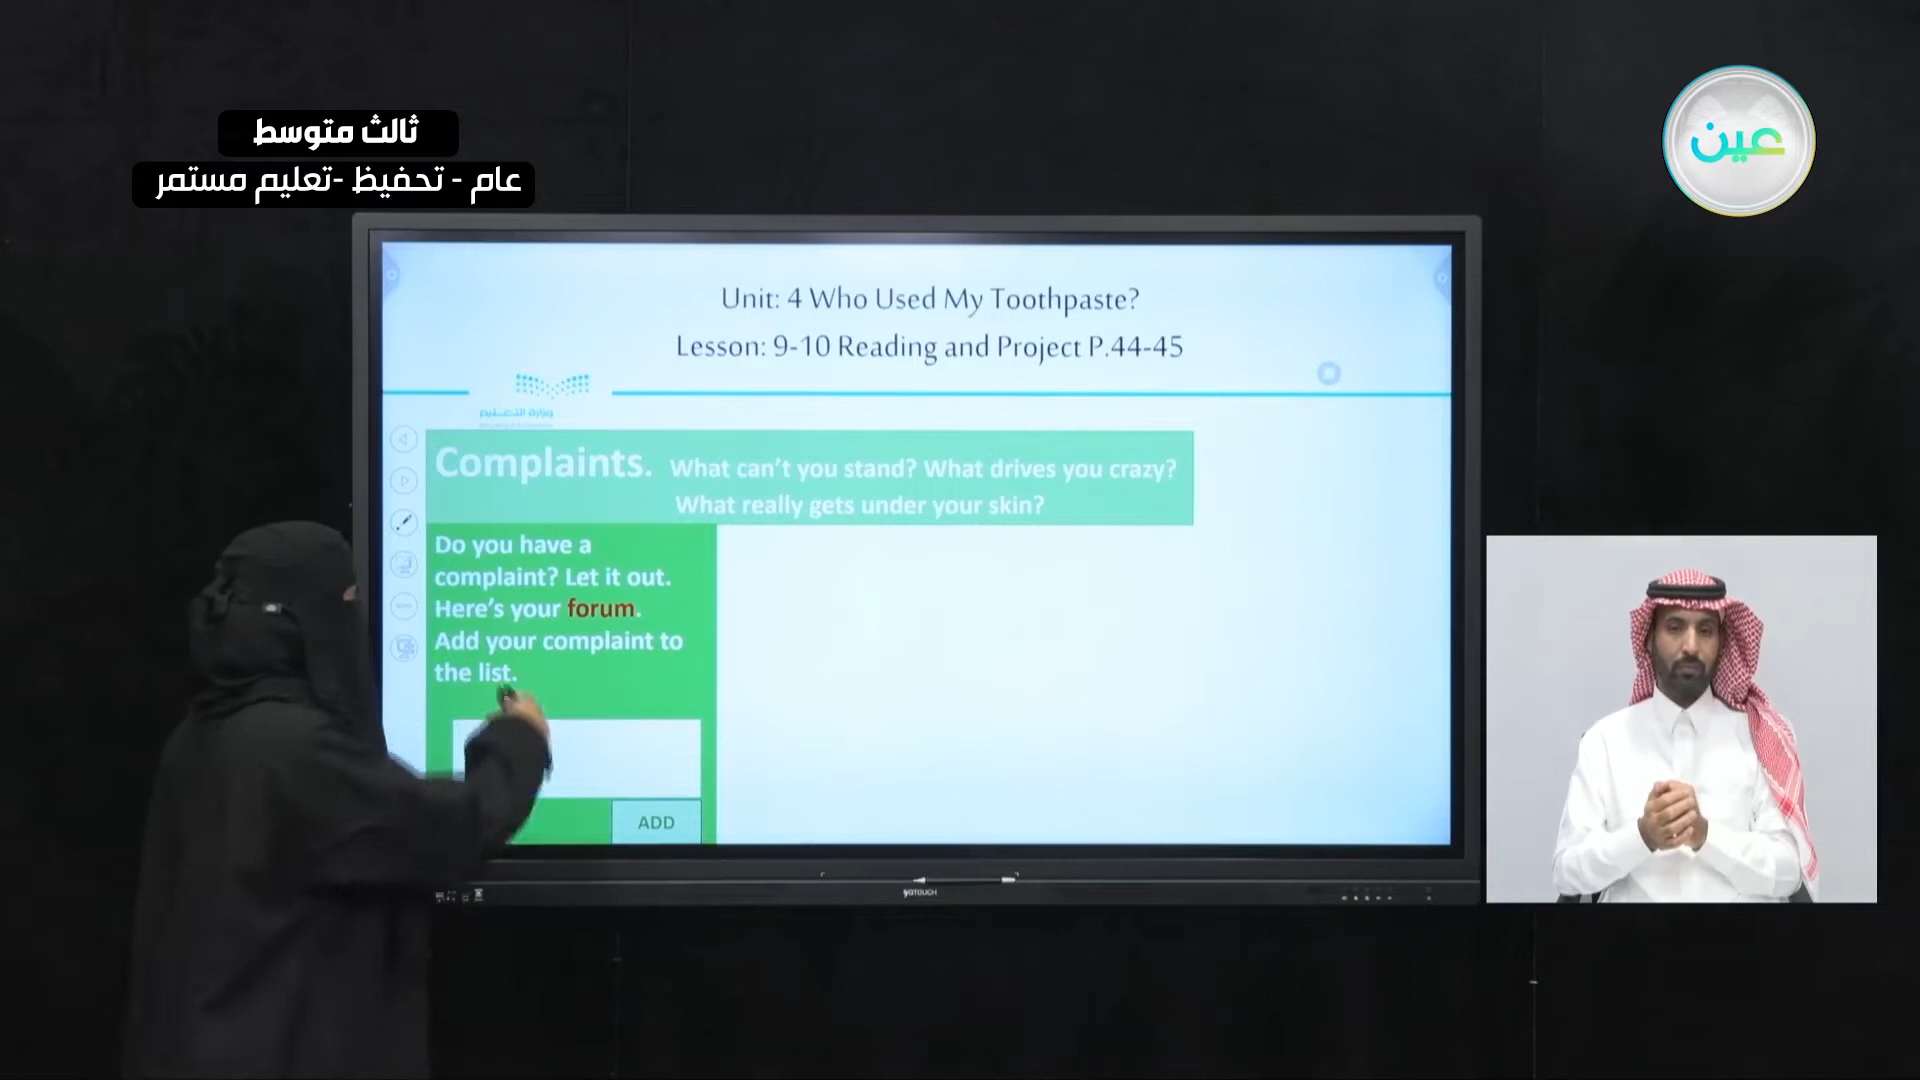 ثالث متوسط
عام - تحفيظ -تعليم مستمر
عين
Unit: 4 Who Used My Toothpaste?
Lesson: 9-10 Reading and Project P.44-45
وزارة التعليم
Complaints. What can't you stand? What drives you crazy?
What really gets under your skin?
Do you have a
complaint? Let it out.
Here's your forum.
Add your complaint to
the list.
ADD